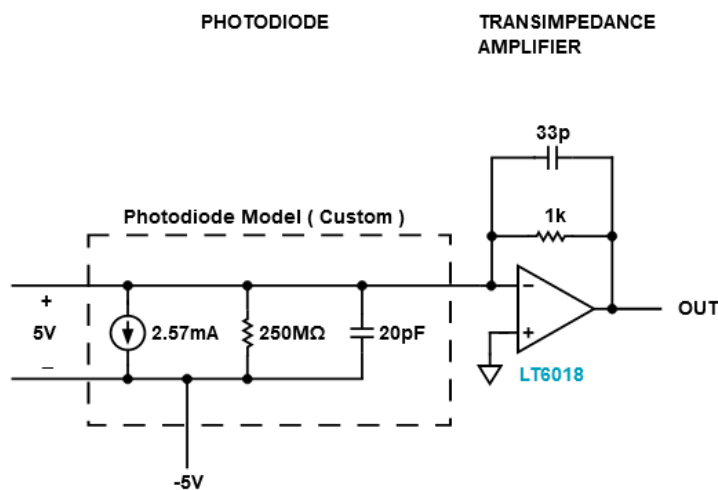 PHOTODIODE
TRANSIMPEDANCE
AMPLIFIER
33p
1k
Photodiode Model ( Custom )
+
5V
−
2.57mA
250MΩ
20pF
−
+
OUT
LT6018
-5V